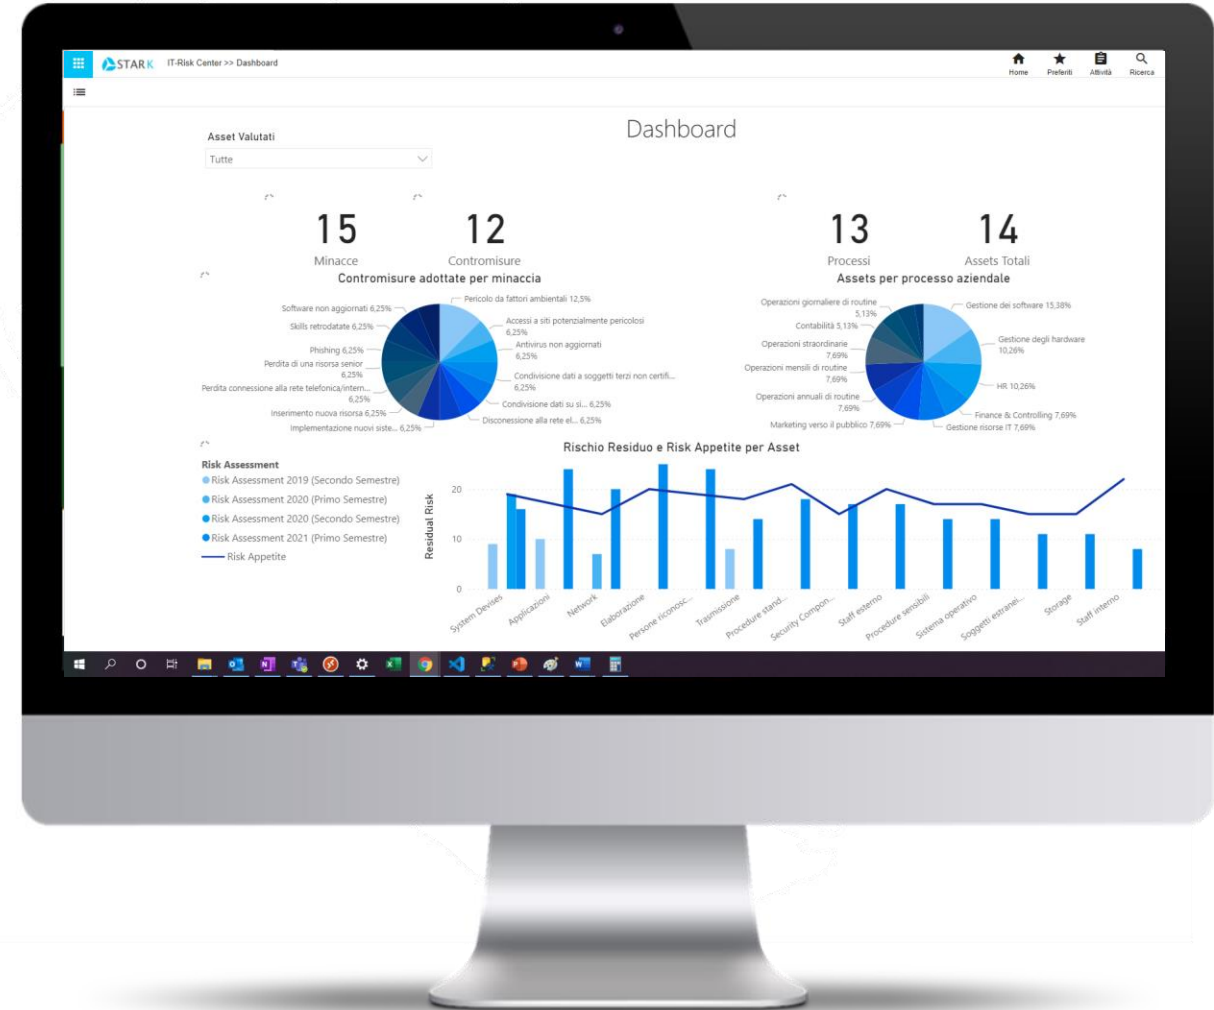 STARK
IT-Risk Center >> Dashboard
Home
Preferiti
Attività
Ricerca
Dashboard
Asset Valutati
Tutte
15
Minacce
12
Contromisure
13
Processi
14
Assets Totali
Contromisure adottate per minaccia
Pericolo da fattori ambientali 12,5%
Accessi a siti potenzialmente pericolosi
6,25%
Antivirus non aggiornati
6,25%
Condivisione dati a soggetti terzi non certifi...
6,25%
Condivisione dati su si... 6,25%
Disconessione alla rete el... 6,25%
Implementazione nuovi siste... 6,25%
Inserimento nuova risorsa 6,25%
Perdita connessione alla rete telefonica/intern...
6,25%
Perdita di una risorsa senior
6,25%
Phishing 6,25%
Skills retrodatate 6,25%
Software non aggiornati 6,25%
Assets per processo aziendale
Gestione dei software 15,38%
Gestione degli hardware
10,26%
HR 10,26%
Finance & Controlling 7,69%
Gestione risorse IT 7,69%
Marketing verso il pubblico 7,69%
Operazioni annuali di routine
7,69%
Operazioni mensili di routine
7,69%
Operazioni straordinarie
7,69%
Contabilità 5,13%
Operazioni giornaliere di routine
5,13%
Risk Assessment
Risk Assessment 2019 (Secondo Semestre)
Risk Assessment 2020 (Primo Semestre)
Risk Assessment 2020 (Secondo Semestre)
Risk Assessment 2021 (Primo Semestre)
Risk Appetite
Rischio Residuo e Risk Appetite per Asset
Residual Risk
20
10
0
System Devises
Applicazioni
Network
Elaborazione
Persone riconosc...
Trasmissione
Procedure stand...
Security Compon...
Staff esterno
Procedure sensibili
Sistema operativo
Soggetti estranei...
Storage
Staff interno